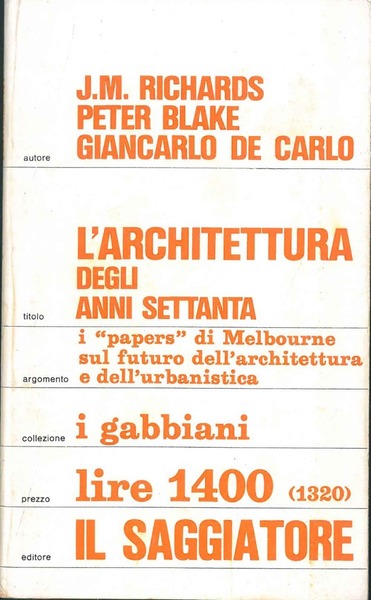 J.M. RICHARDS
PETER BLAKE
autore GIANCARLO DE CARLO
L'ARCHITETTURA
DEGLI
titolo ANNI SETTANTA
i "papers" di Melbourne
sul futuro dell'architettura
argomento e dell'urbanistica
collezione i gabbiani
prezzo lire 1400 (1320)
editore IL SAGGIATORE